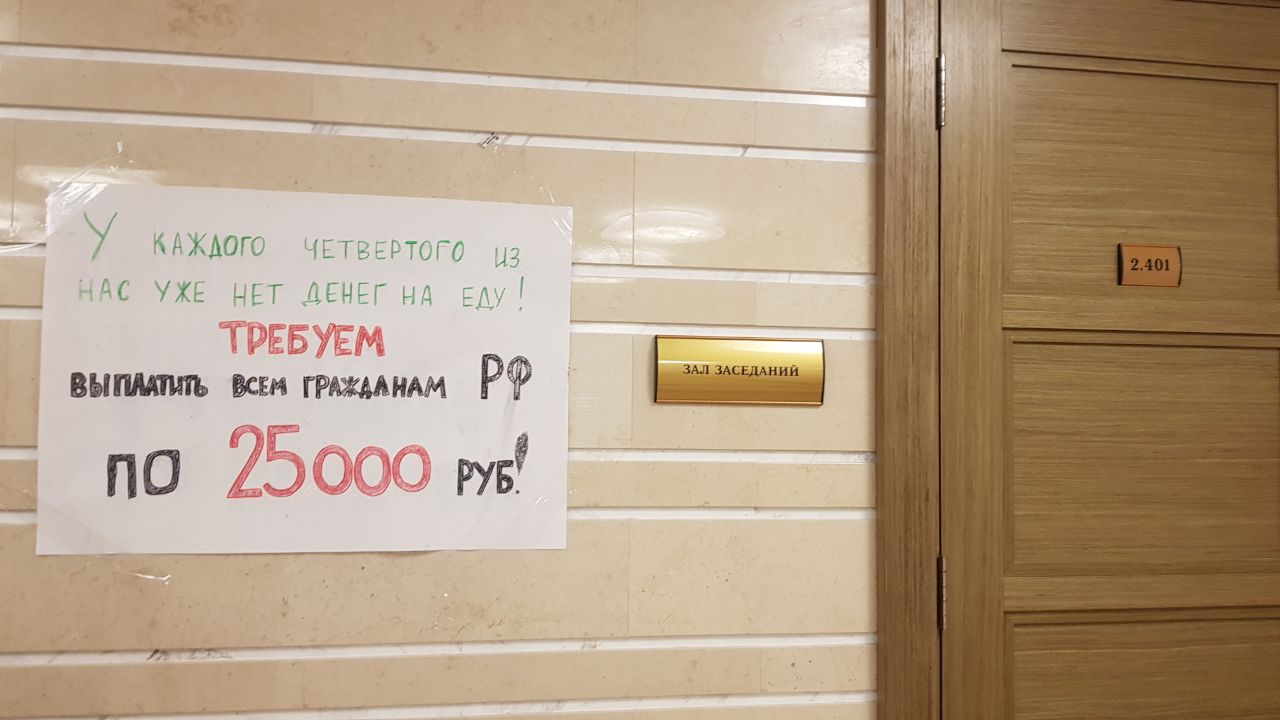 У КАЖДОГО ЧЕТВЕРТОГО ИЗ
НАС УЖЕ НЕТ ДЕНЕГ НА ЕДУ!
ТРЕБУЕМ
ВЫПЛАТИТЬ ВСЕМ ГРАЖДАНАМ РФ
ПО 25000 РУБ!
ЗАЛ ЗАСЕДАНИЙ
2.401